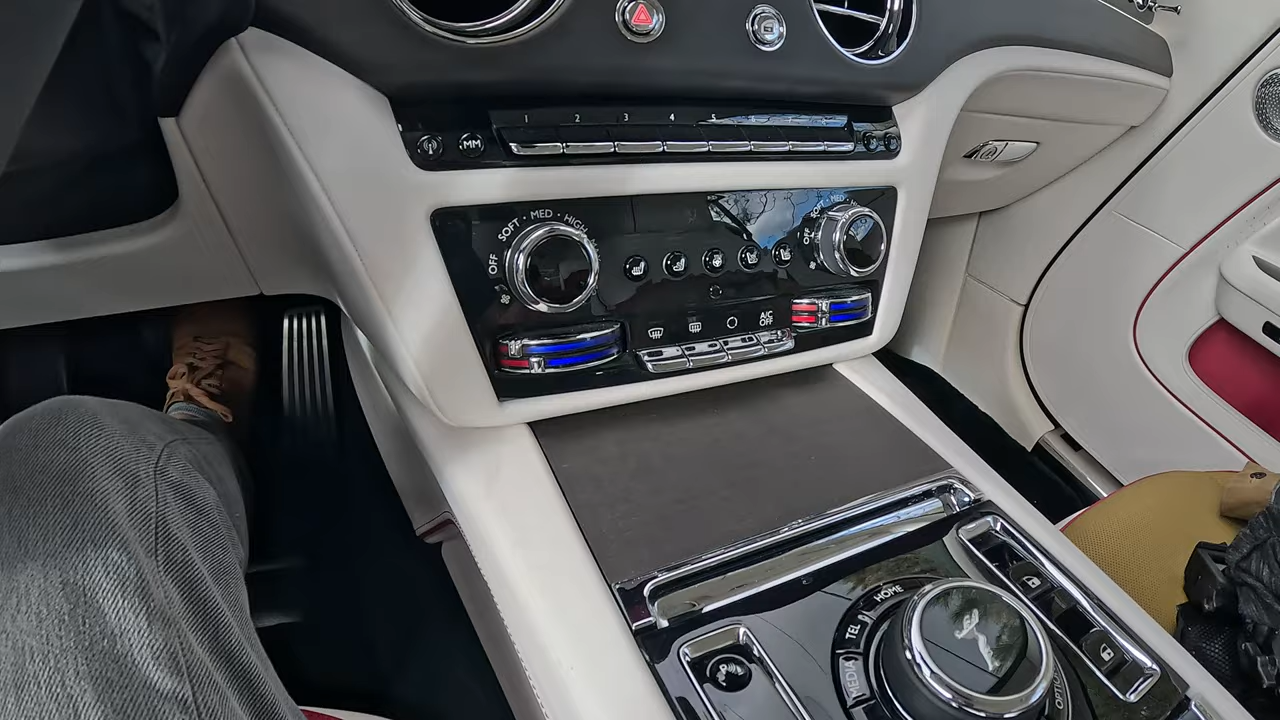 1 2 3 4 5
MM
SOFT • MED • HIGH
OFF
SOFT • MED
OFF
A/C
OFF
HOME
TEL
MEDIA